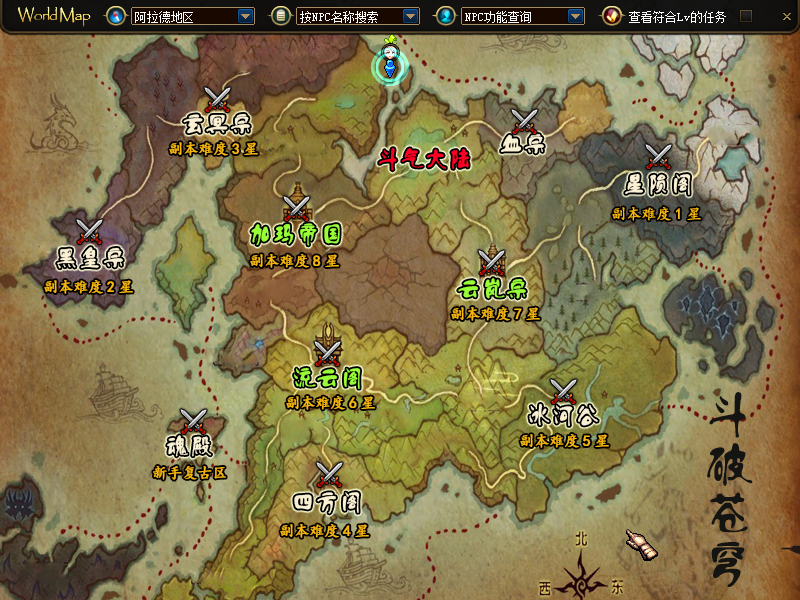 WorldMap
阿拉德地区
按NPC名称搜索
NPC功能查询
查看符合Lv的任务
玄冥宗
副本难度3星
斗气大陆
血宗
星陨阁
副本难度1星
加玛帝国
副本难度8星
黑皇宗
副本难度2星
云岚宗
副本难度7星
流云阁
副本难度6星
冰河谷
副本难度5星
魂殿
新手复古区
四方阁
副本难度4星
斗破苍穹
北
西
东